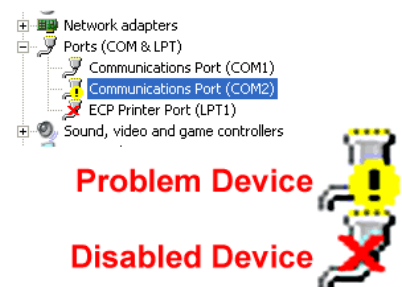 Network adapters
Ports (COM & LPT)
Communications Port (COM1)
Communications Port (COM2)
ECP Printer Port (LPT1)
Sound, video and game controllers
Problem Device
Disabled Device